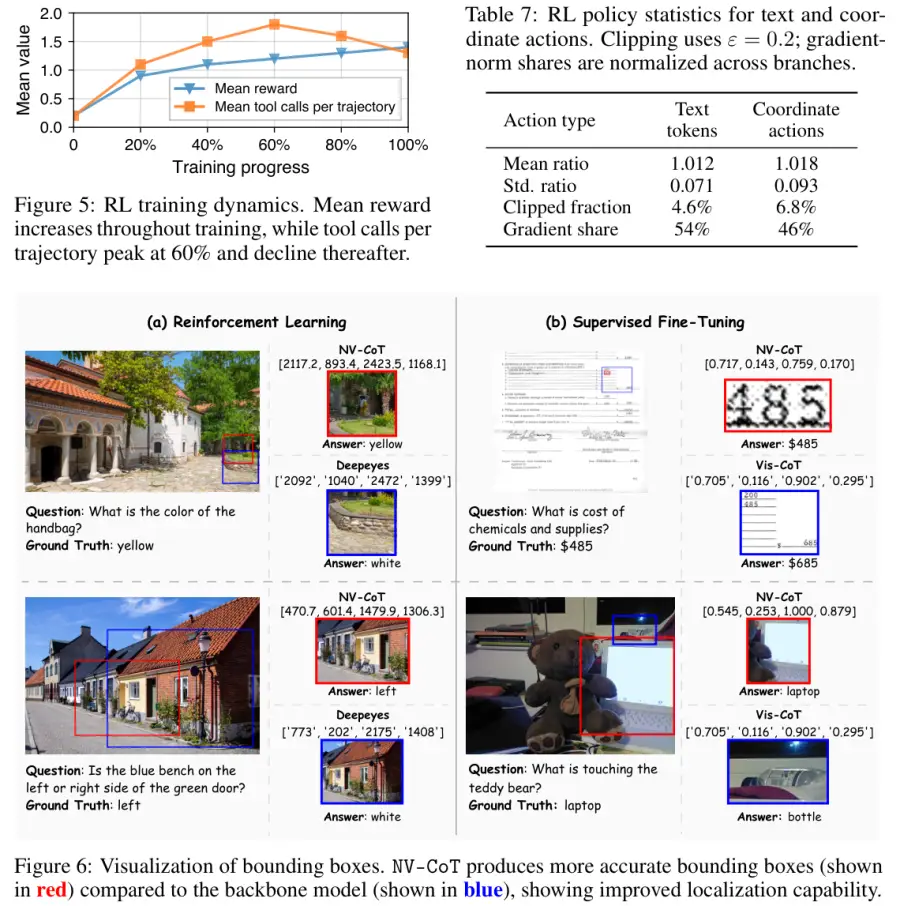 2.0
1.5
1.0
0.5
0.0
Mean value
Mean reward
Mean tool calls per trajectory
0 20% 40% 60% 80% 100%
Training progress
Figure 5: RL training dynamics. Mean reward
increases throughout training, while tool calls per
trajectory peak at 60% and decline thereafter.
Table 7: RL policy statistics for text and coor-
dinate actions. Clipping uses ε = 0.2; gradient-
norm shares are normalized across branches.
Action type Text tokens Coordinate actions
Mean ratio 1.012 1.018
Std. ratio 0.071 0.093
Clipped fraction 4.6% 6.8%
Gradient share 54% 46%
(a) Reinforcement Learning
NV-CoT
[2117.2, 893.4, 2423.5, 1168.1]
Answer: yellow
Deepeyes
['2092', '1040', '2472', '1399']
Answer: white
Question: What is the color of the
handbag?
Ground Truth: yellow
NV-CoT
[470.7, 601.4, 1479.9, 1306.3]
Answer: left
Deepeyes
['773', '202', '2175', '1408']
Answer: white
Question: Is the blue bench on the
left or right side of the green door?
Ground Truth: left
(b) Supervised Fine-Tuning
NV-CoT
[0.717, 0.143, 0.759, 0.170]
485
Answer: $485
Vis-CoT
['0.705', '0.116', '0.902', '0.295']
200
485
$ 685
Answer: $685
Question: What is cost of
chemicals and supplies?
Ground Truth: $485
NV-CoT
[0.545, 0.253, 1.000, 0.879]
Answer: laptop
Vis-CoT
['0.705', '0.116', '0.902', '0.295']
Answer: bottle
Question: What is touching the
teddy bear?
Ground Truth: laptop
Figure 6: Visualization of bounding boxes. NV-CoT produces more accurate bounding boxes (shown
in red) compared to the backbone model (shown in blue), showing improved localization capability.